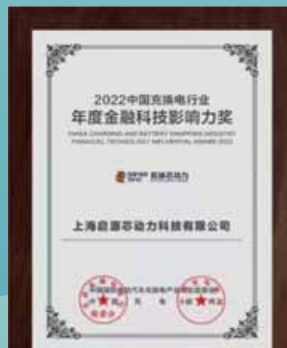 2022中国充换电行业
年度金融科技影响力奖
CHINA CHARGING AND BATTERY SWAPPING INDUSTRY
FINANCIAL TECHNOLOGY INFLUENTIAL AWARD 2022
启源芯动力
上海启源芯动力科技有限公司